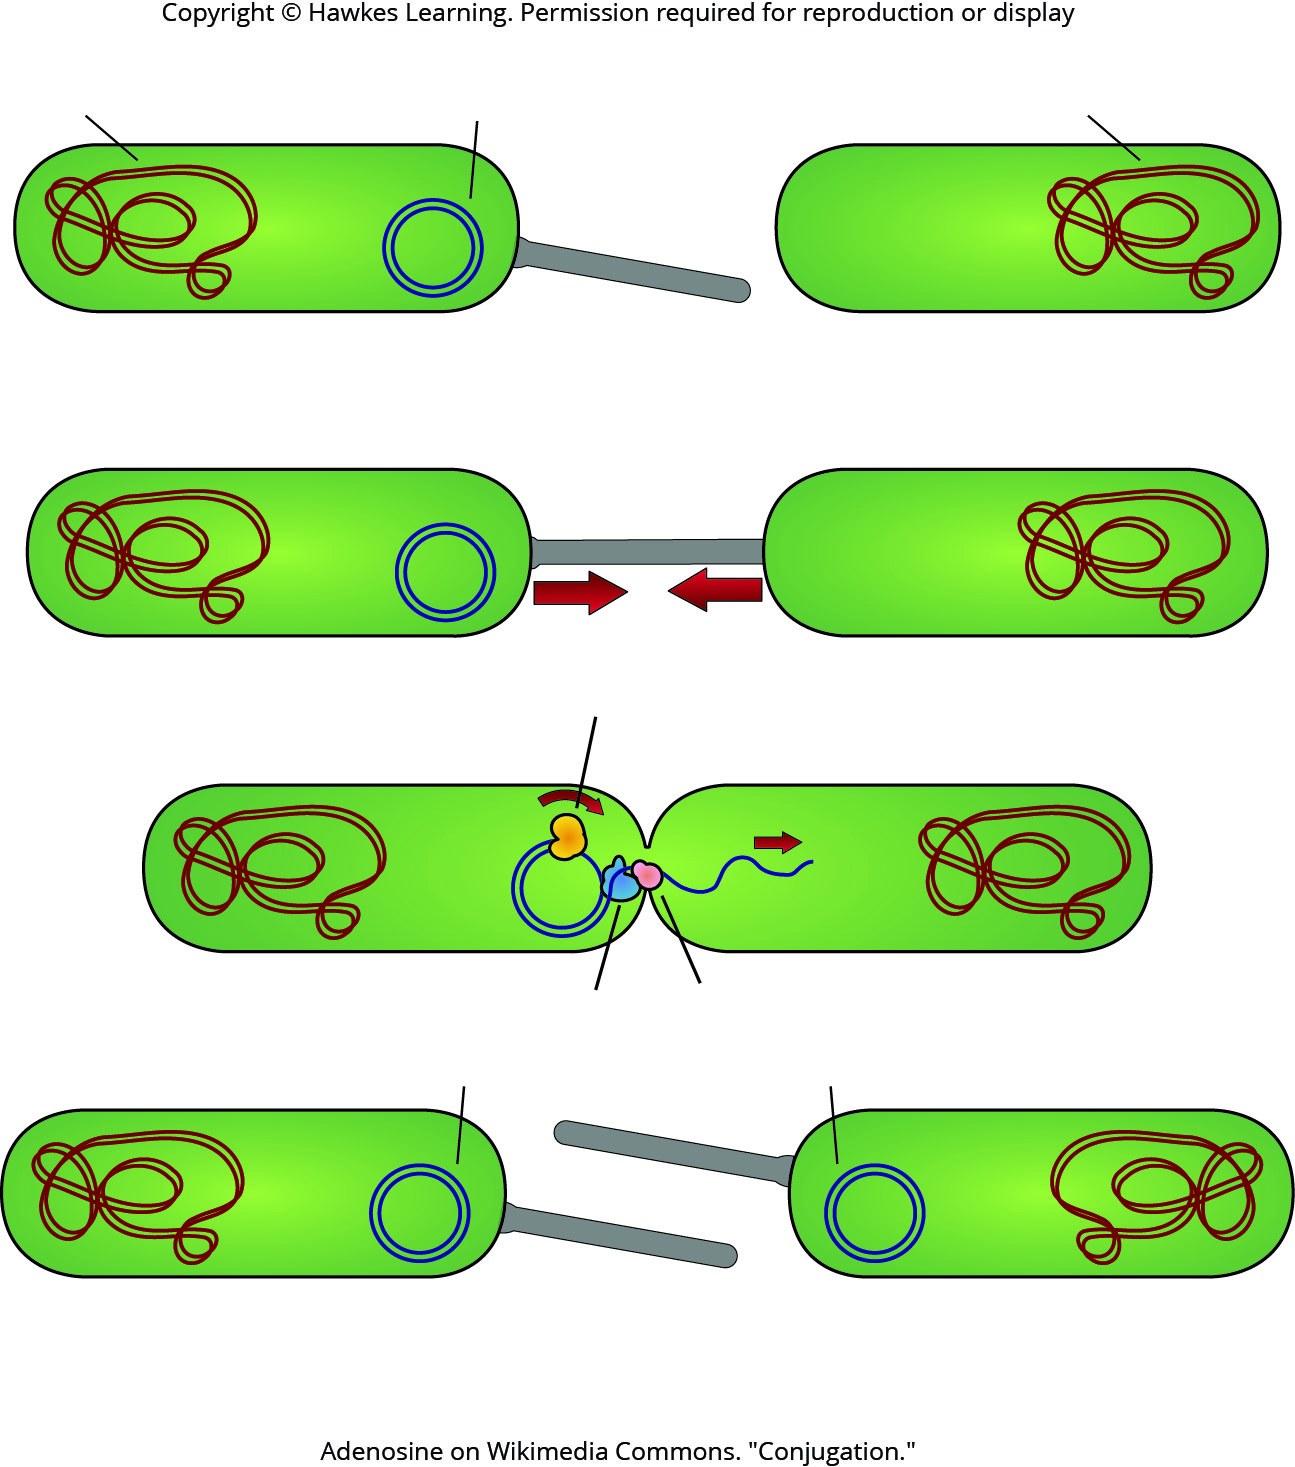 Copyright © Hawkes Learning. Permission required for reproduction or display
Adenosine on Wikimedia Commons. "Conjugation."